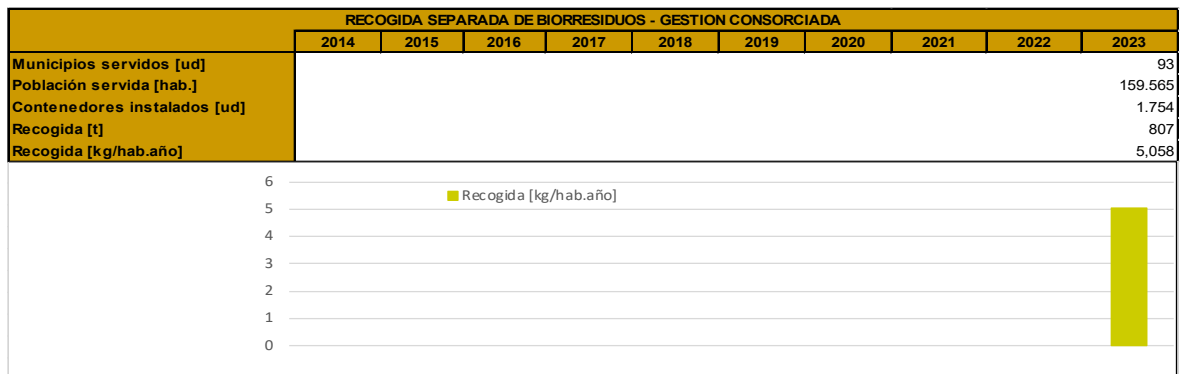 RECOGIDA SEPARADA DE BIORRESIDUOS - GESTION CONSORCIADA
2014 2015 2016 2017 2018 2019 2020 2021 2022 2023
Municipios servidos [ud] 93
Población servida [hab.] 159.565
Contenedores instalados [ud] 1.754
Recogida [t] 807
Recogida [kg/hab.año] 5,058
6
Recogida [kg/hab.año]
5
4
3
2
1
0